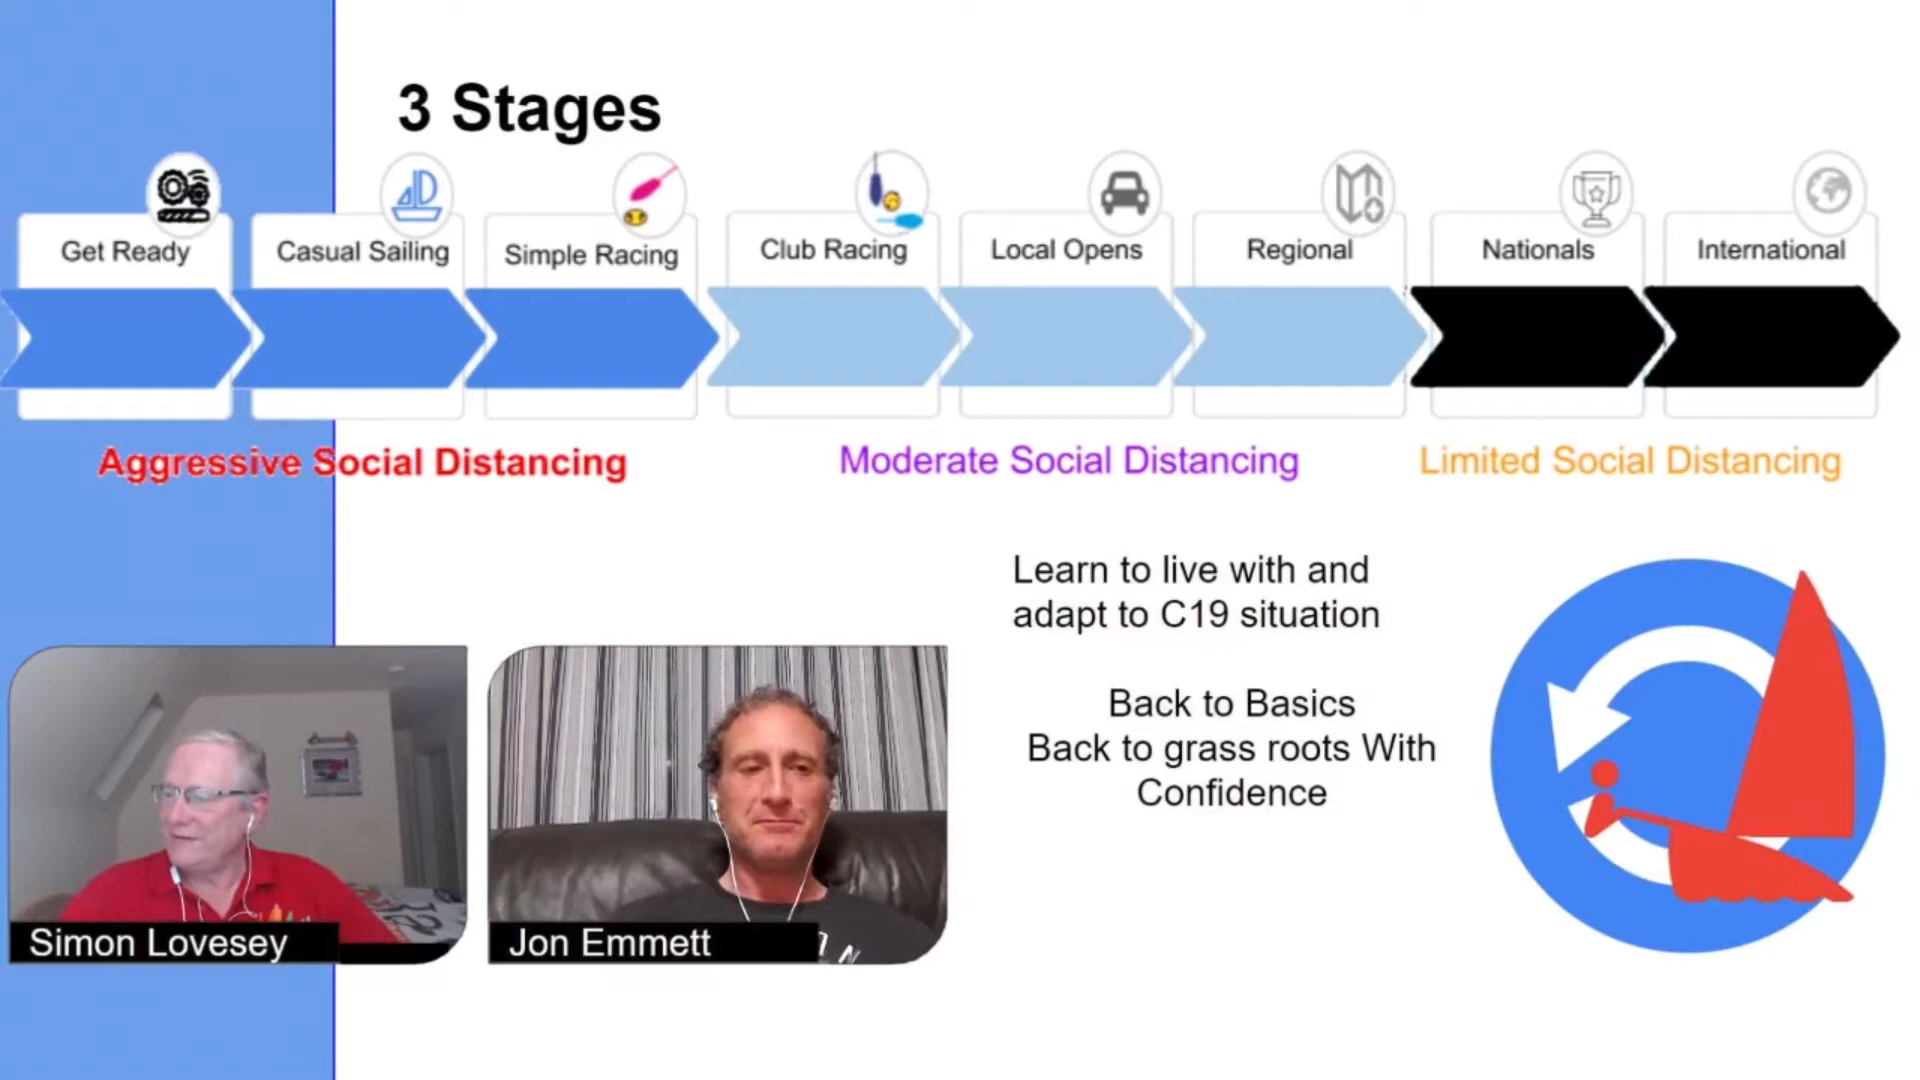 3 Stages
Get Ready
Casual Sailing
Simple Racing
Club Racing
Local Opens
Regional
Nationals
International
Aggressive Social Distancing
Moderate Social Distancing
Limited Social Distancing
Learn to live with and
adapt to C19 situation
Back to Basics
Back to grass roots With
Confidence
Simon Lovesey
Jon Emmett